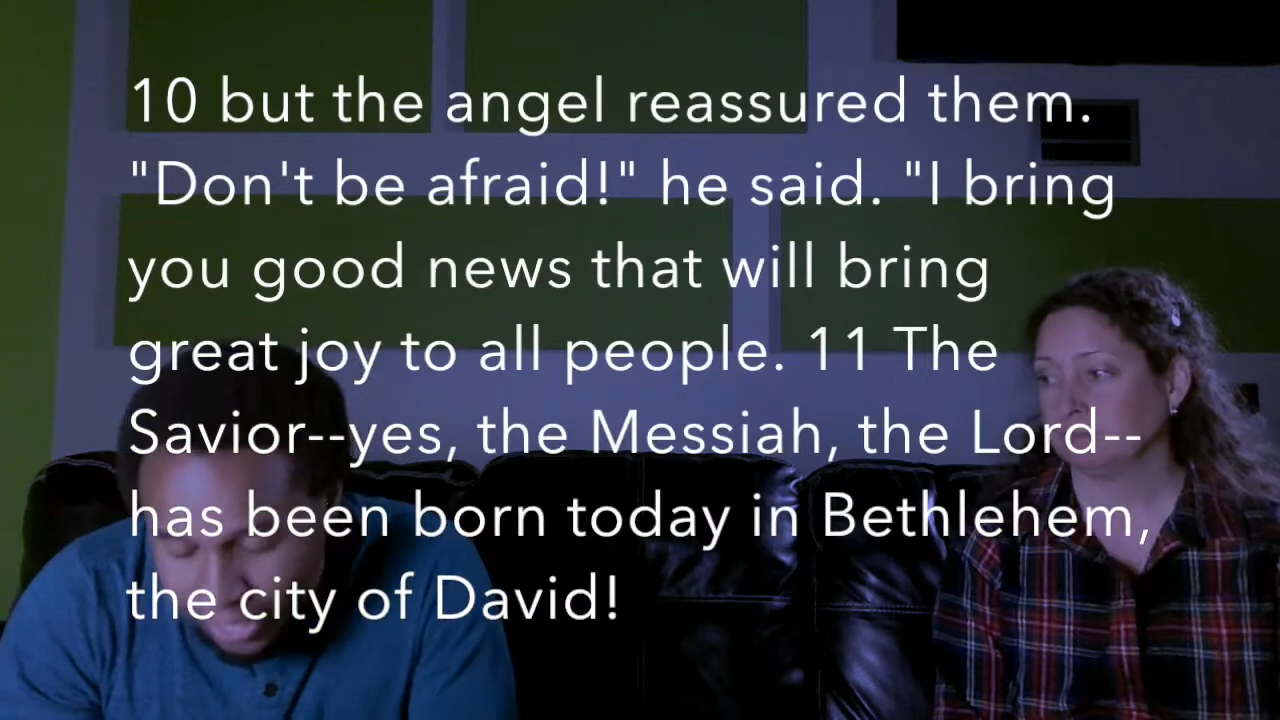 10 but the angel reassured them.
"Don't be afraid!" he said. "I bring
you good news that will bring
great joy to all people. 11 The
Savior--yes, the Messiah, the Lord--
has been born today in Bethlehem,
the city of David!